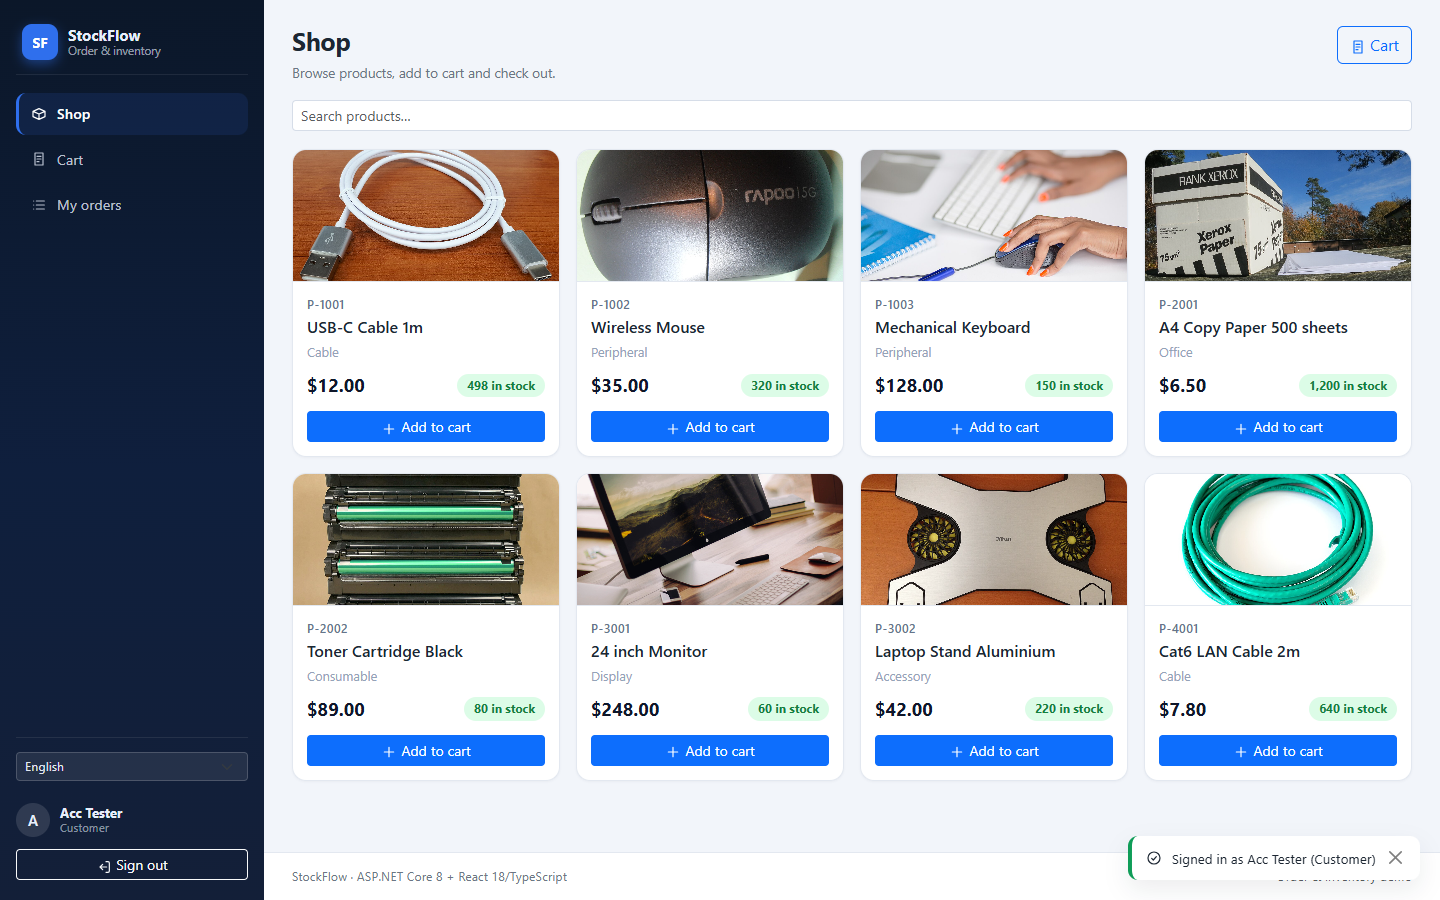 SF
StockFlow
Order & inventory
Shop
Cart
My orders
English
A
Acc Tester
Customer
Sign out
Shop
Browse products, add to cart and check out.
Cart
Search products...
rapoo 15G
RANK XEROX
Xerox
Paper
P-1001
USB-C Cable 1m
Cable
$12.00
498 in stock
Add to cart
P-1002
Wireless Mouse
Peripheral
$35.00
320 in stock
Add to cart
P-1003
Mechanical Keyboard
Peripheral
$128.00
150 in stock
Add to cart
P-2001
A4 Copy Paper 500 sheets
Office
$6.50
1,200 in stock
Add to cart
P-2002
Toner Cartridge Black
Consumable
$89.00
80 in stock
Add to cart
P-3001
24 inch Monitor
Display
$248.00
60 in stock
Add to cart
P-3002
Laptop Stand Aluminium
Accessory
$42.00
220 in stock
Add to cart
P-4001
Cat6 LAN Cable 2m
Cable
$7.80
640 in stock
Add to cart
Signed in as Acc Tester (Customer)
StockFlow · ASP.NET Core 8 + React 18/TypeScript